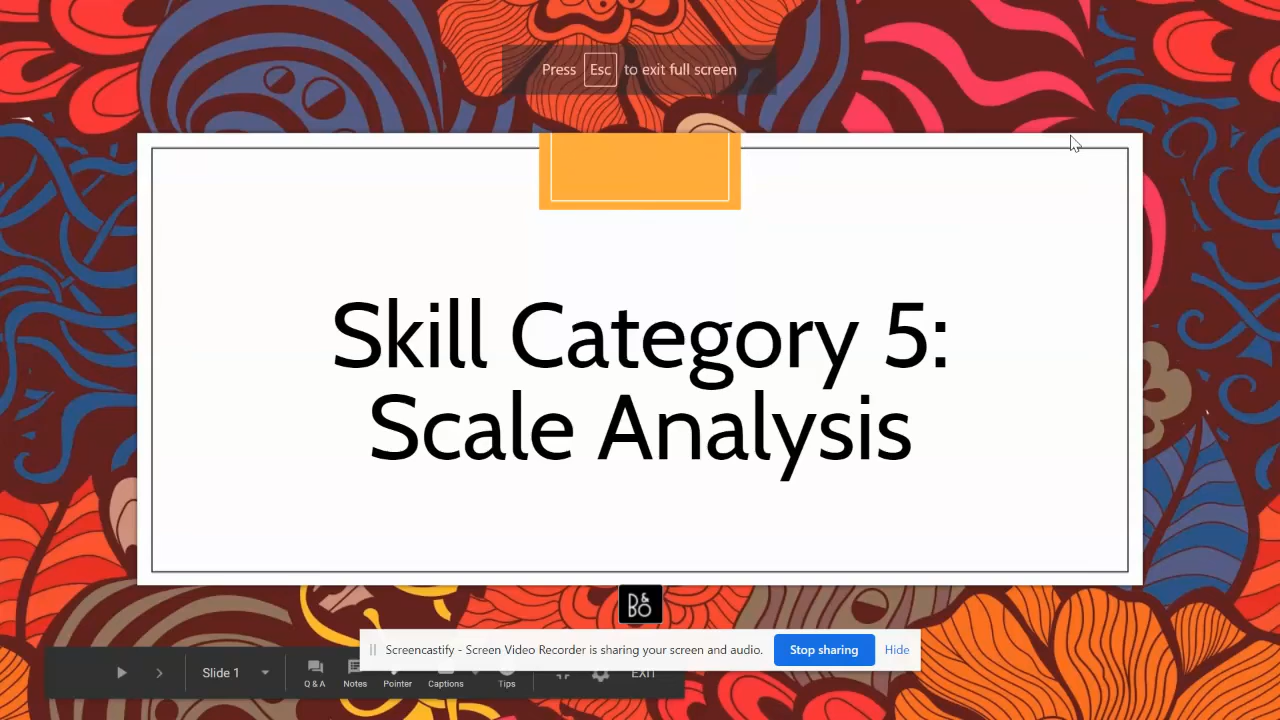 Press Esc to exit full screen
Skill Category 5:
Scale Analysis
B&O
Screencastify - Screen Video Recorder is sharing your screen and audio. Stop sharing Hide
Slide 1 Q & A Notes Pointer Captions Tips EXIT